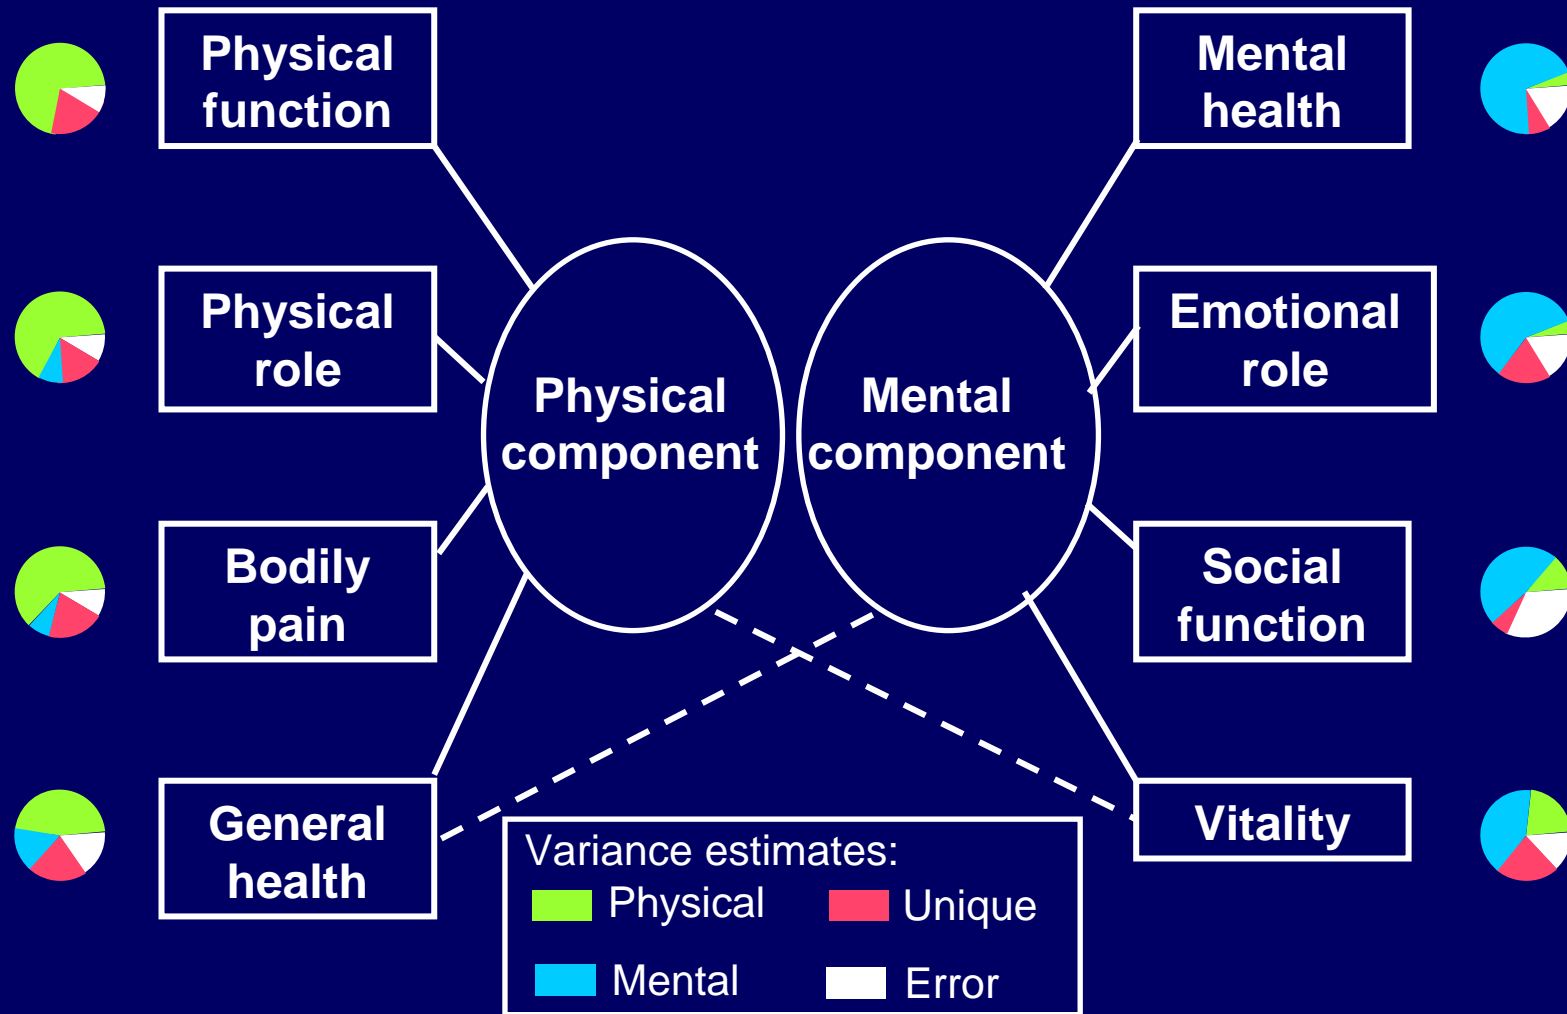 Physical
function
Mental
health
Physical
role
Emotional
role
Physical
component
Mental
component
Bodily
pain
Social
function
General
health
Vitality
Variance estimates:
Physical
Unique
Mental
Error